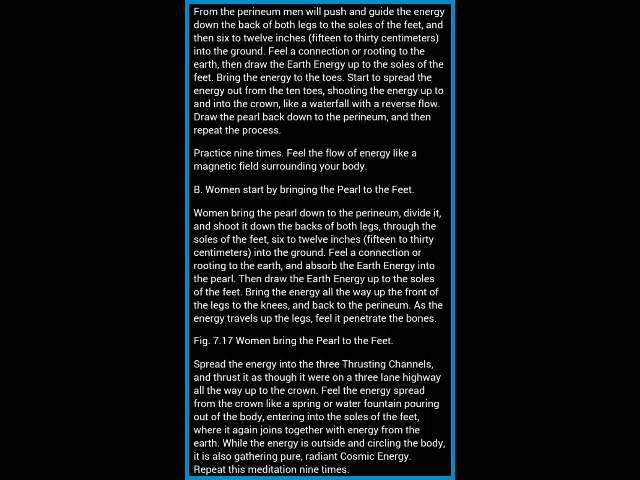 From the perineum men will push and guide the energy
down the back of both legs to the soles of the feet, and
then six to twelve inches (fifteen to thirty centimeters)
into the ground. Feel a connection or rooting to the
earth, then draw the Earth Energy up to the soles of the
feet. Bring the energy to the toes. Start to spread the
energy out from the ten toes, shooting the energy up to
and into the crown, like a waterfall with a reverse flow.
Draw the pearl back down to the perineum, and then
repeat the process.
Practice nine times. Feel the flow of energy like a
magnetic field surrounding your body.
B. Women start by bringing the Pearl to the Feet.
Women bring the pearl down to the perineum, divide it,
and shoot it down the backs of both legs, through the
soles of the feet, six to twelve inches (fifteen to thirty
centimeters) into the ground. Feel a connection or
rooting to the earth, and absorb the Earth Energy into
the pearl. Then draw the Earth Energy up to the soles
of the feet. Bring the energy all the way up the front of
the legs to the knees, and back to the perineum. As the
energy travels up the legs, feel it penetrate the bones.
Fig. 7.17 Women bring the Pearl to the Feet.
Spread the energy into the three Thrusting Channels,
and thrust it as though it were on a three lane highway
all the way up to the crown. Feel the energy spread
from the crown like a spring or water fountain pouring
out of the body, entering into the soles of the feet,
where it again joins together with energy from the
earth. While the energy is outside and circling the body,
it is also gathering pure, radiant Cosmic Energy.
Repeat this meditation nine times.